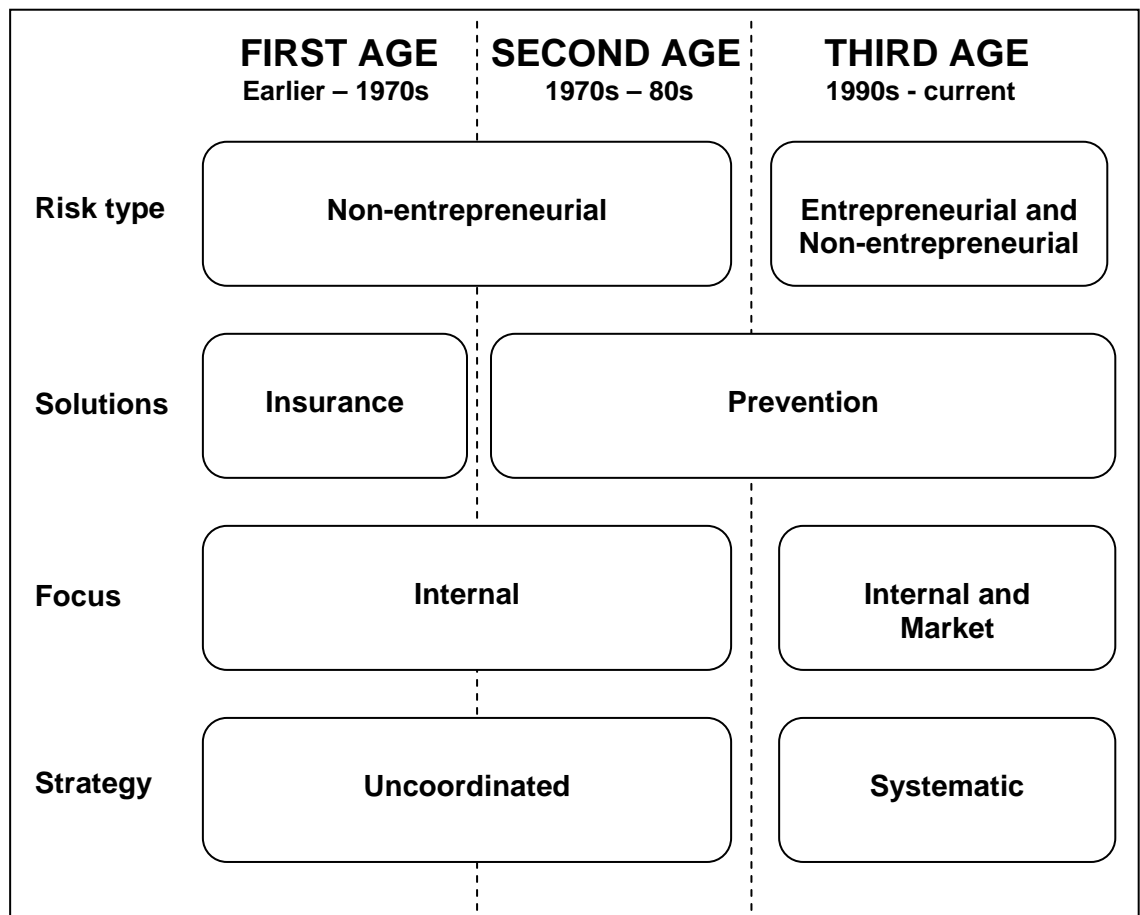 FIRST AGE
Earlier – 1970s
SECOND AGE
1970s – 80s
THIRD AGE
1990s - current
Risk type
Non-entrepreneurial
Entrepreneurial and
Non-entrepreneurial
Solutions
Insurance
Prevention
Focus
Internal
Internal and
Market
Strategy
Uncoordinated
Systematic